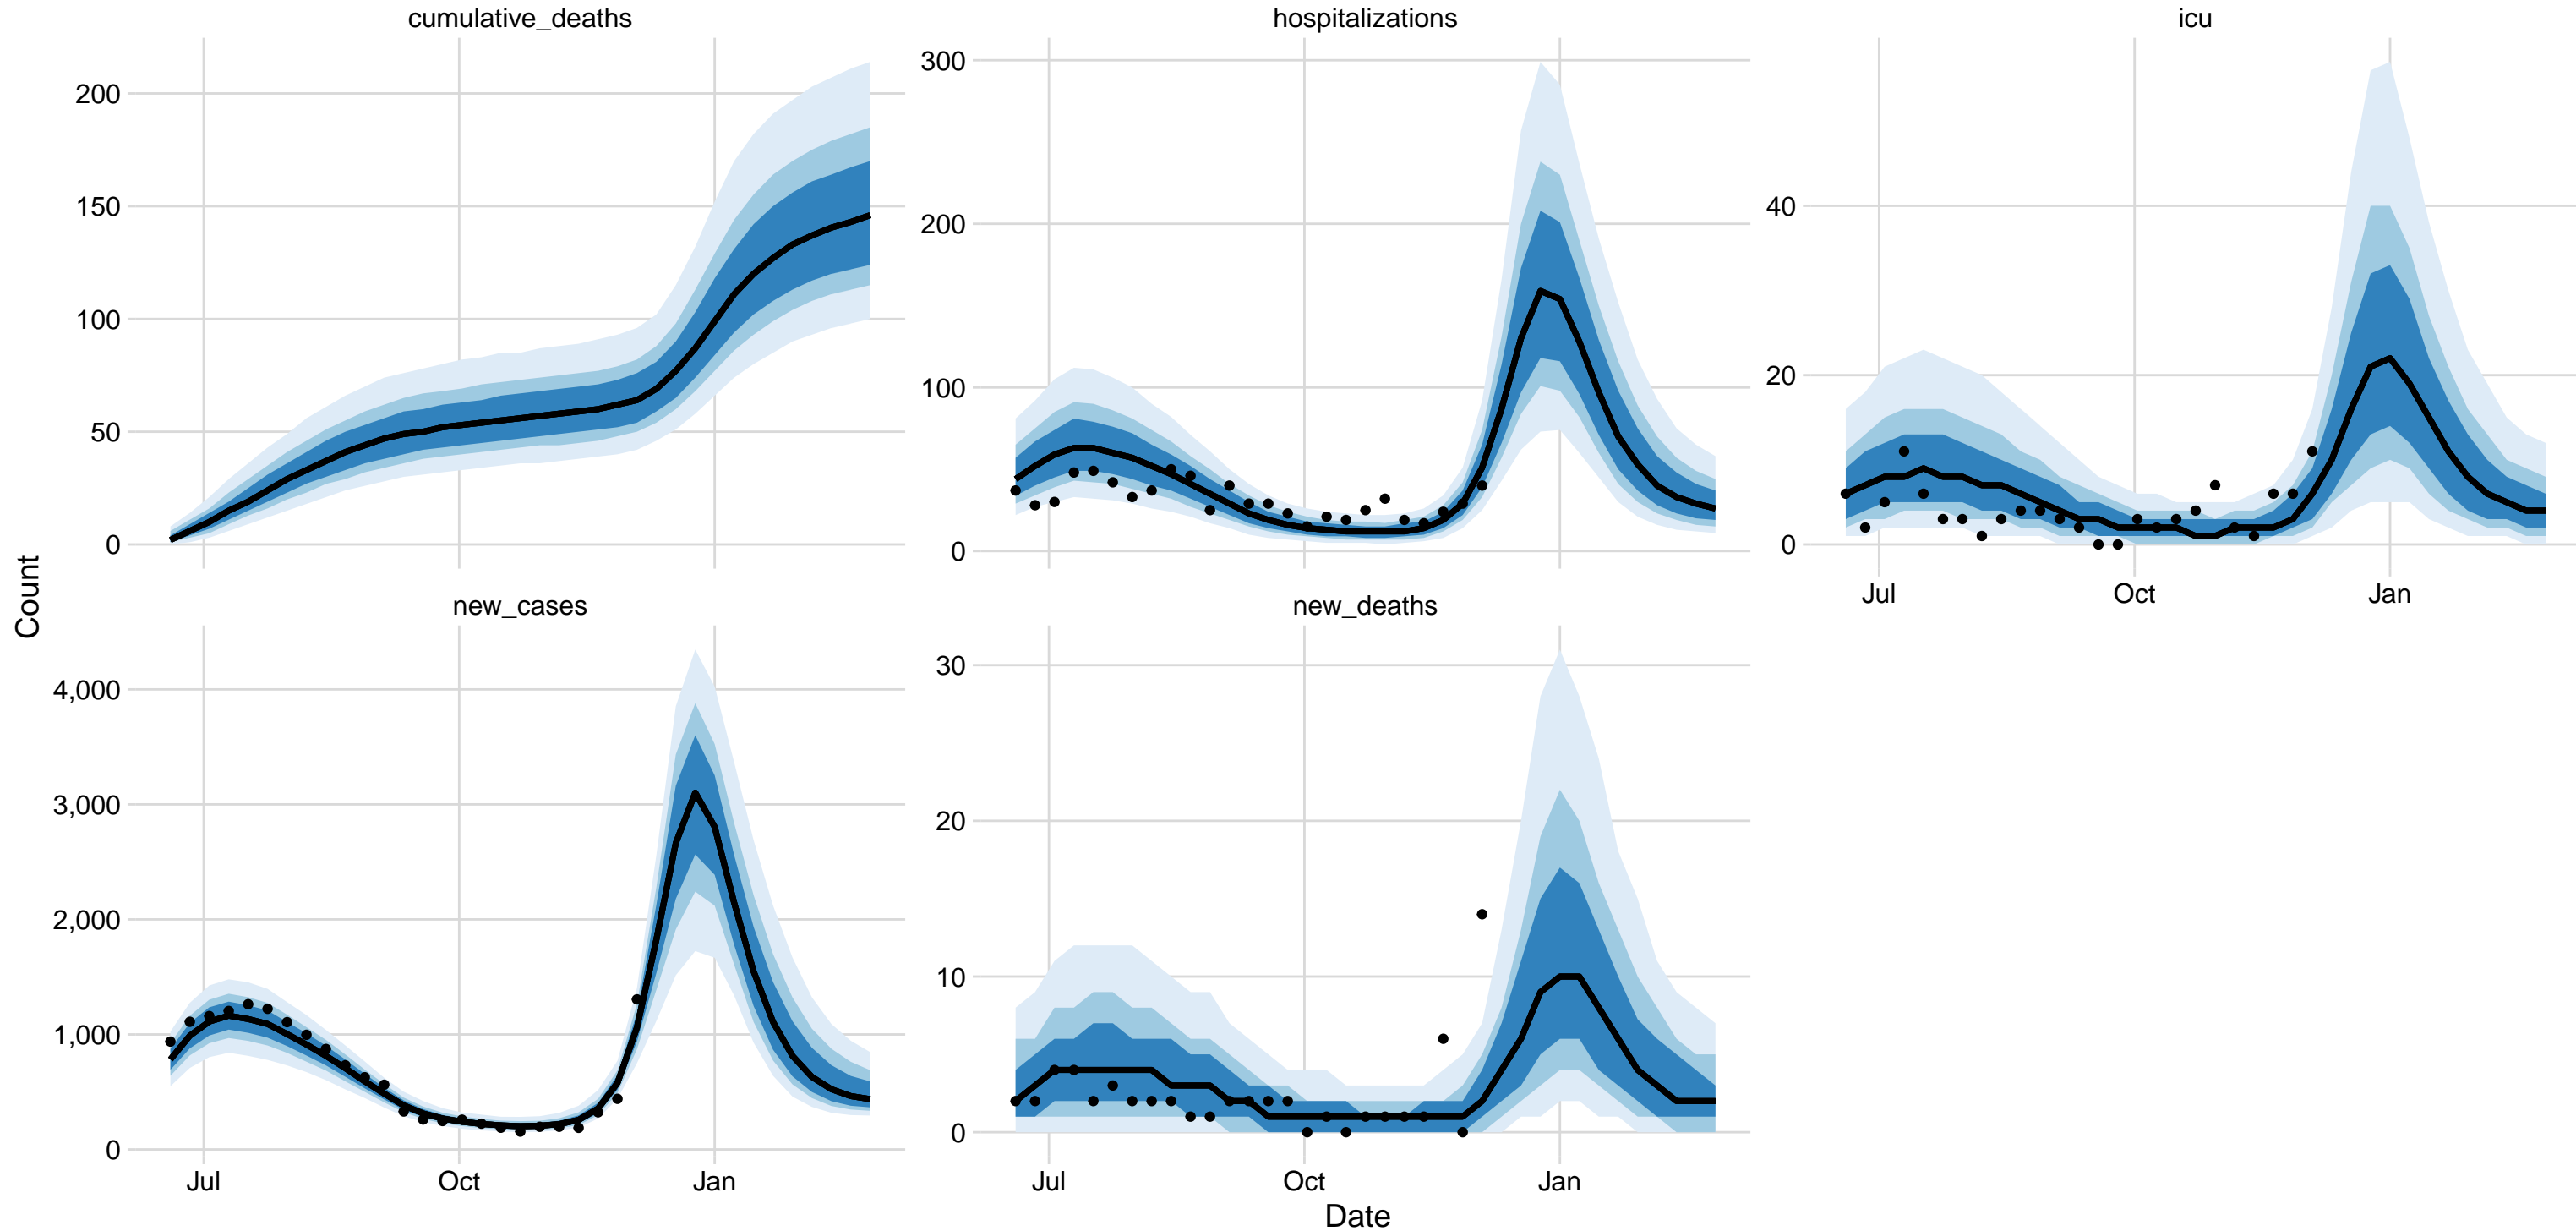 cumulative_deaths
hospitalizations
icu
200
150
100
50
0
300
200
100
0
40
20
0
Jul Oct Jan
Count
new_cases
new_deaths
4,000
3,000
2,000
1,000
0
30
20
10
0
Jul Oct Jan
Jul Oct Jan
Date